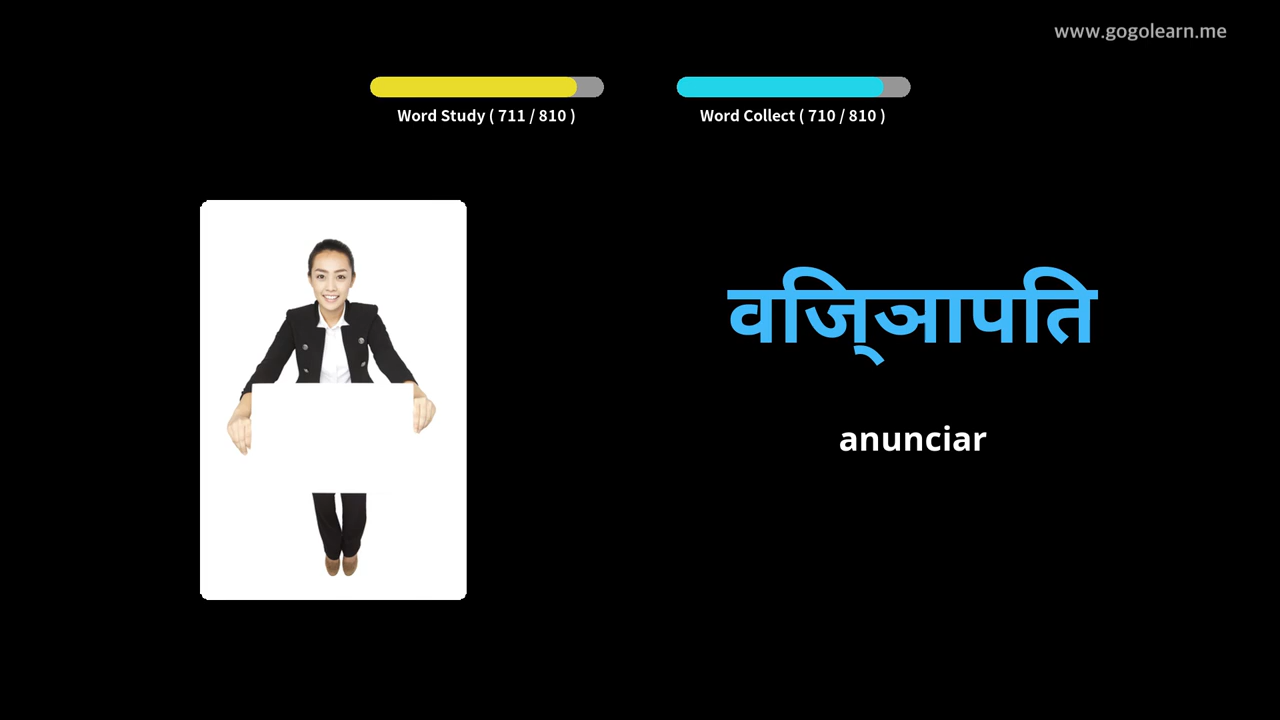 www.gogolearn.me
Word Study ( 711 / 810 )
Word Collect ( 710 / 810 )
वजि्ञापति
anunciar